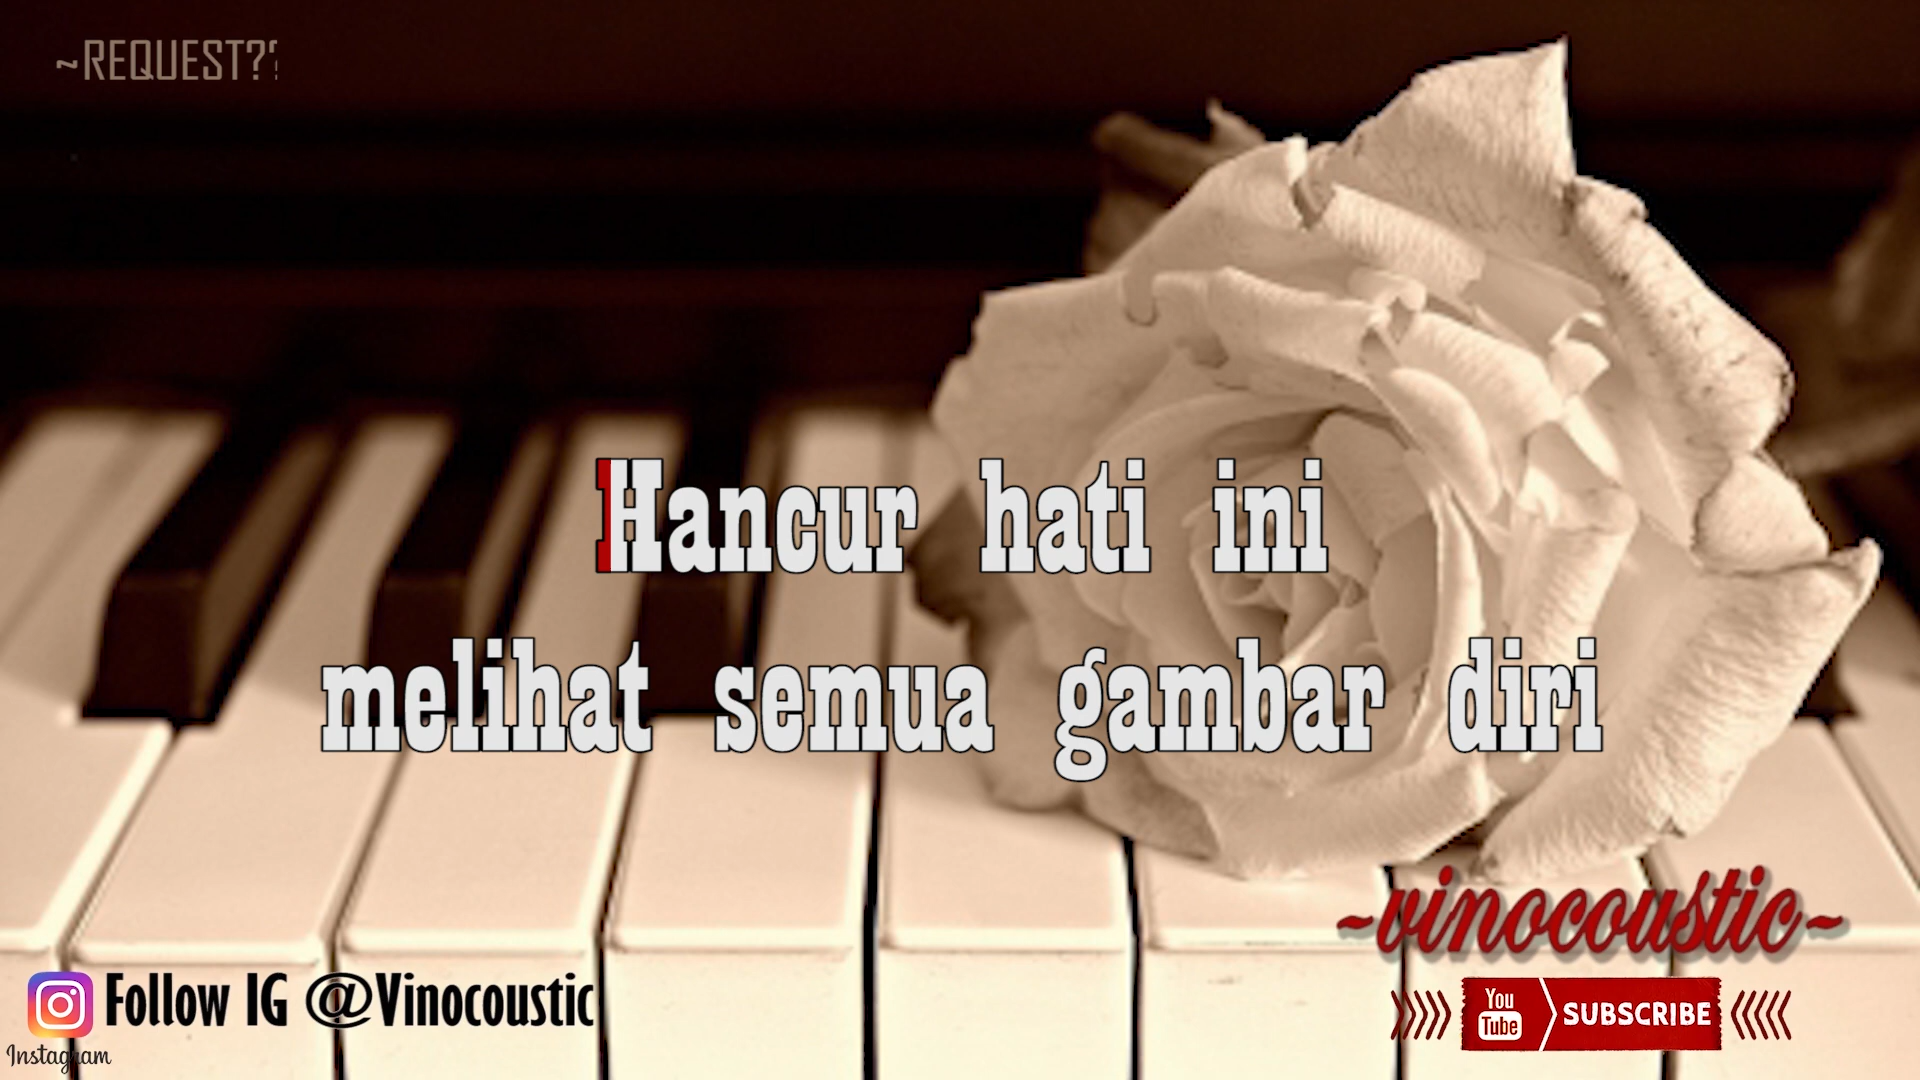 ~REQUEST??
Hancur hati ini
melihat semua gambar diri
~vinocoustic~
Follow IG @Vinocoustic
You
Tube
SUBSCRIBE
Instagram